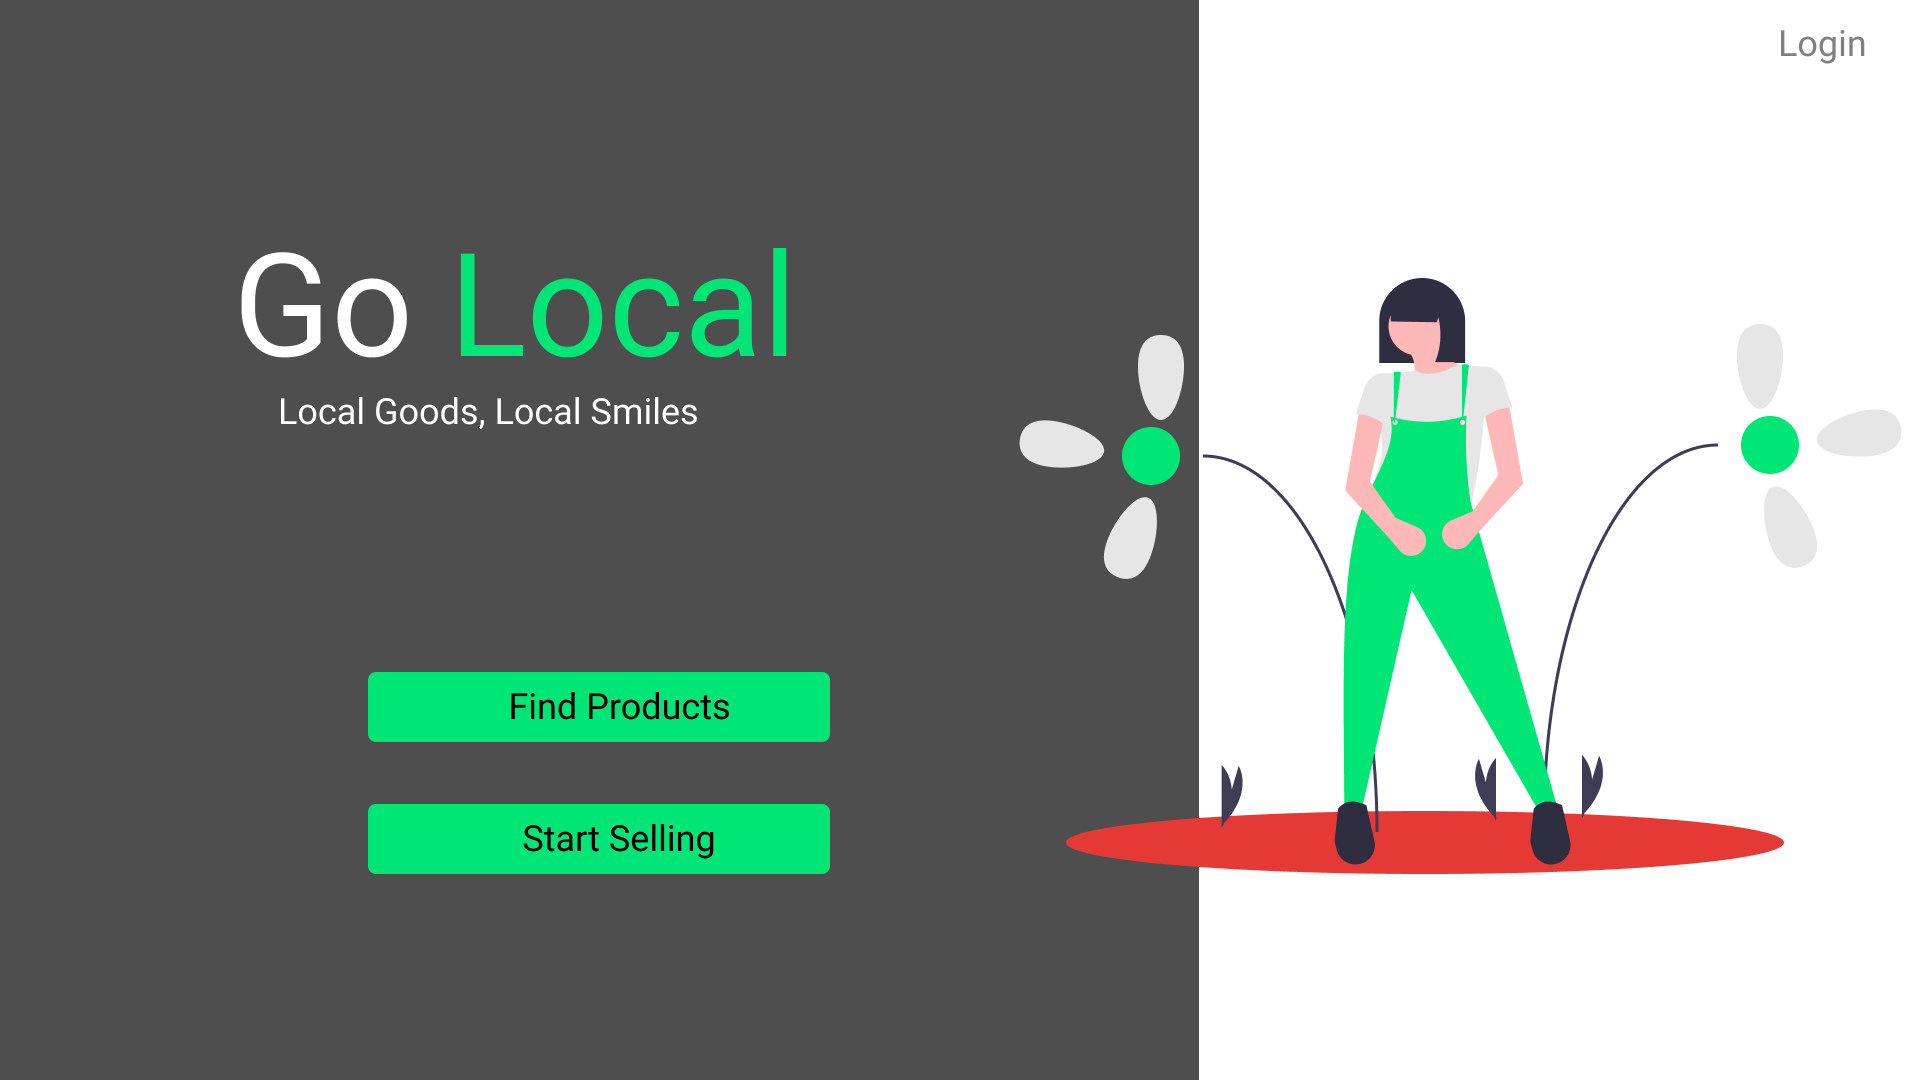 Login
Go Local
Local Goods, Local Smiles
Find Products
Start Selling